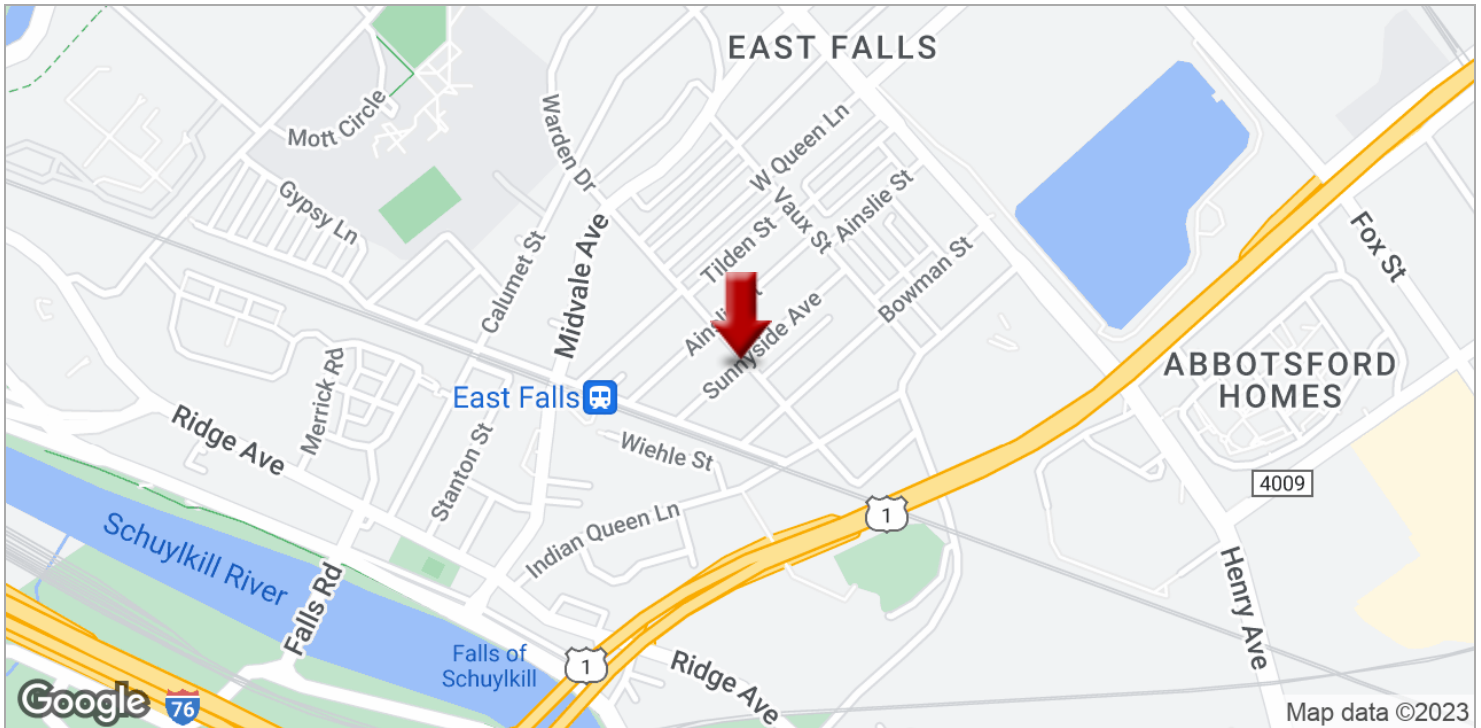 EAST FALLS
Mott Circle
Warden Dr
W Queen Ln
Gypsy Ln
Vaux St
Ainslie St
Tilden St
Calumet St
Midvale Ave
Bowman St
Fox St
Sunnyside Ave
Merrick Rd
East Falls
ABBOTSFORD
HOMES
Ridge Ave
Stanton St
Wiehle St
4009
1
Indian Queen Ln
Schuylkill River
Falls Rd
Henry Ave
Falls of
Schuylkill
1
Ridge Ave
Google
76
Map data ©2023